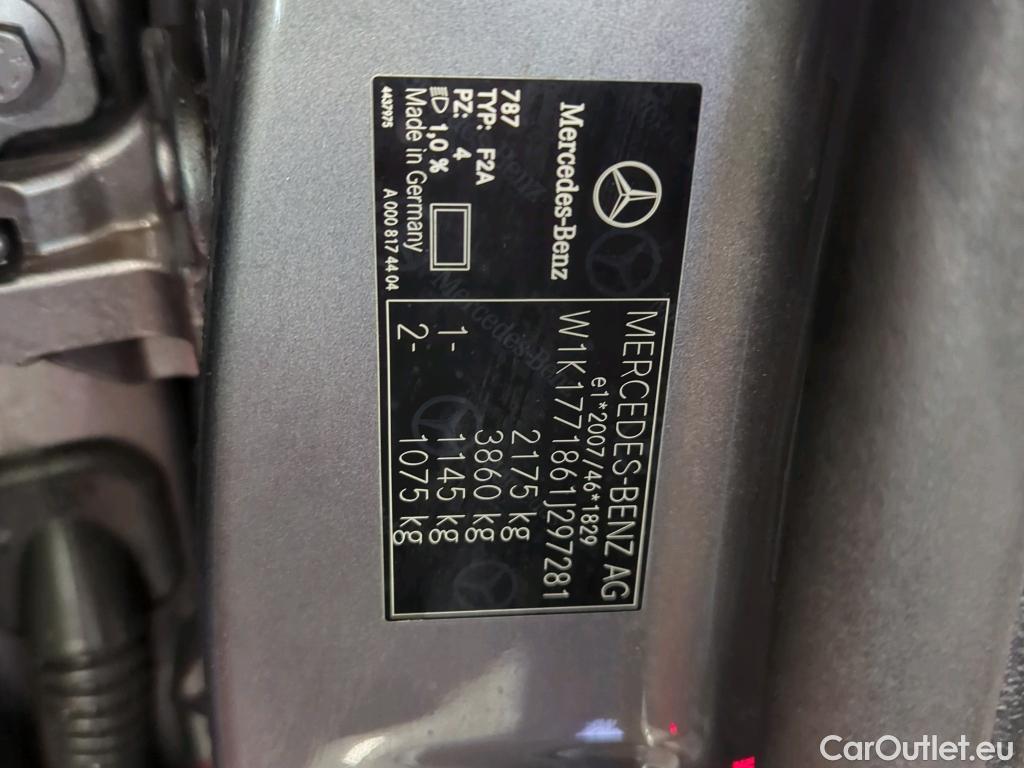 Mercedes-Benz
787
TYP: F2A
PZ: 4
1,0 %
Made in Germany
4437975
A 000 817 44 04
MERCEDES-BENZ AG
e1*2007/46*1829
W1K1771861J297281
2175 kg
3860 kg
1- 1145 kg
2- 1075 kg
CarOutlet.eu